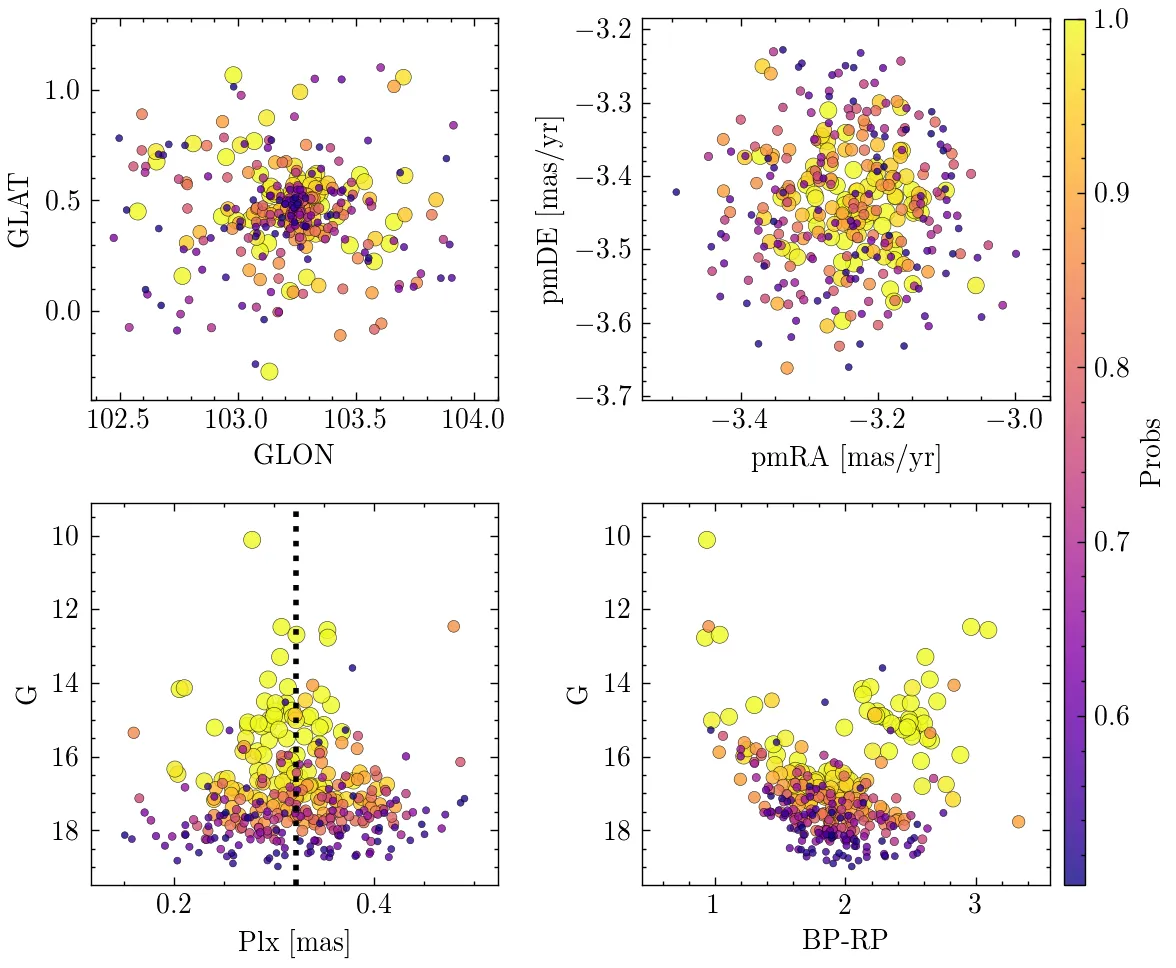 1.0
0.5
0.0
GLAT
102.5 103.0 103.5 104.0
GLON
−3.2
−3.3
−3.4
−3.5
−3.6
−3.7
pmDE [mas/yr]
−3.4 −3.2 −3.0
pmRA [mas/yr]
1.0
0.9
0.8
0.7
0.6
Probs
10
12
14
16
18
G
0.2 0.4
Plx [mas]
10
12
14
16
18
G
1 2 3
BP-RP